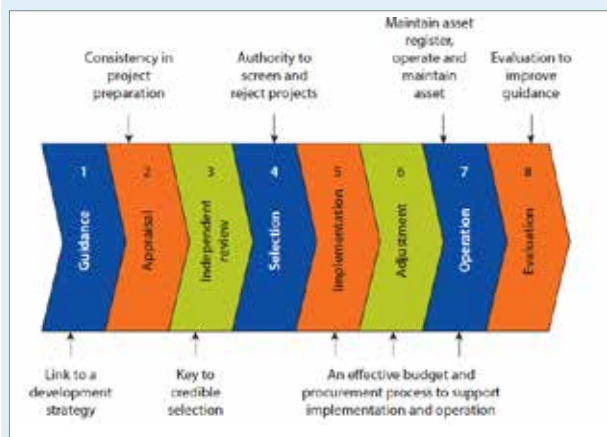 Consistency in
project
preparation
Authority to
screen and
reject projects
Maintain asset
register,
operate and
maintain
asset
Evaluation to
improve
guidance
1
Guidance
2
Appraisal
3
Independent
review
4
Selection
5
Implementation
6
Adjustment
7
Operation
8
Evaluation
Link to a
development
strategy
Key to
credible
selection
An effective budget and
procurement process to support
implementation and operation